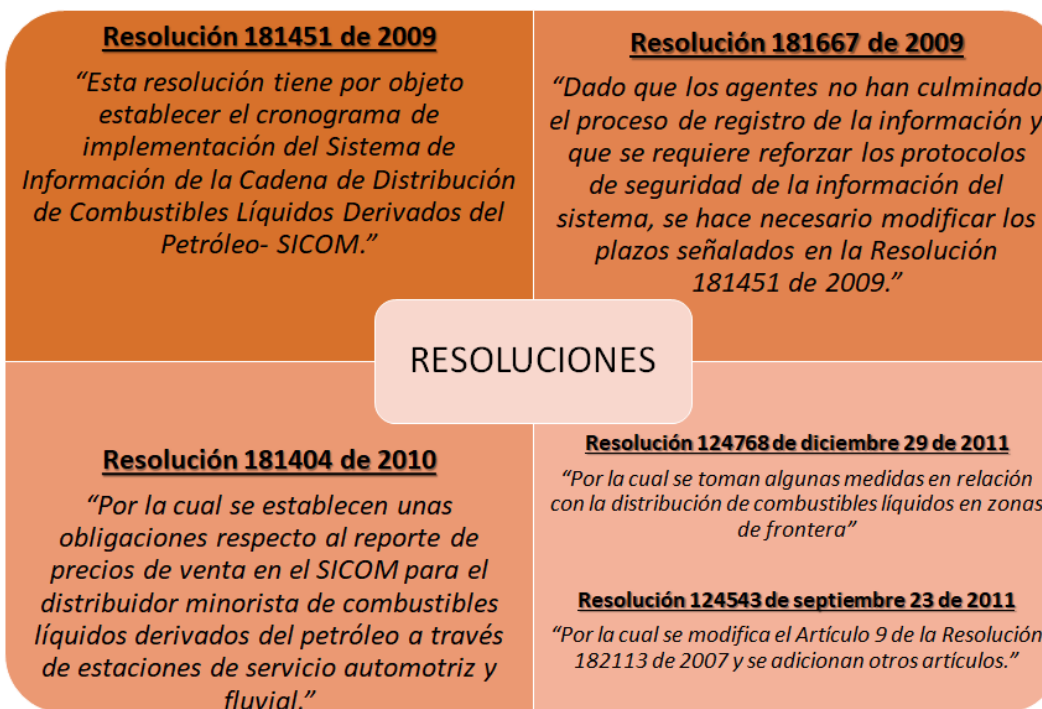 Resolución 181451 de 2009
“Esta resolución tiene por objeto
establecer el cronograma de
implementación del Sistema de
Información de la Cadena de Distribución
de Combustibles Líquidos Derivados del
Petróleo- SICOM.”
Resolución 181667 de 2009
“Dado que los agentes no han culminado
el proceso de registro de la información y
que se requiere reforzar los protocolos
de seguridad de la información del
sistema, se hace necesario modificar los
plazos señalados en la Resolución
181451 de 2009.”
RESOLUCIONES
Resolución 181404 de 2010
“Por la cual se establecen unas
obligaciones respecto al reporte de
precios de venta en el SICOM para el
distribuidor minorista de combustibles
líquidos derivados del petróleo a través
de estaciones de servicio automotriz y
fluvial.”
Resolución 124768 de diciembre 29 de 2011
“Por la cual se toman algunas medidas en relación
con la distribución de combustibles líquidos en zonas
de frontera”
Resolución 124543 de septiembre 23 de 2011
“Por la cual se modifica el Artículo 9 de la Resolución
182113 de 2007 y se adicionan otros artículos.”